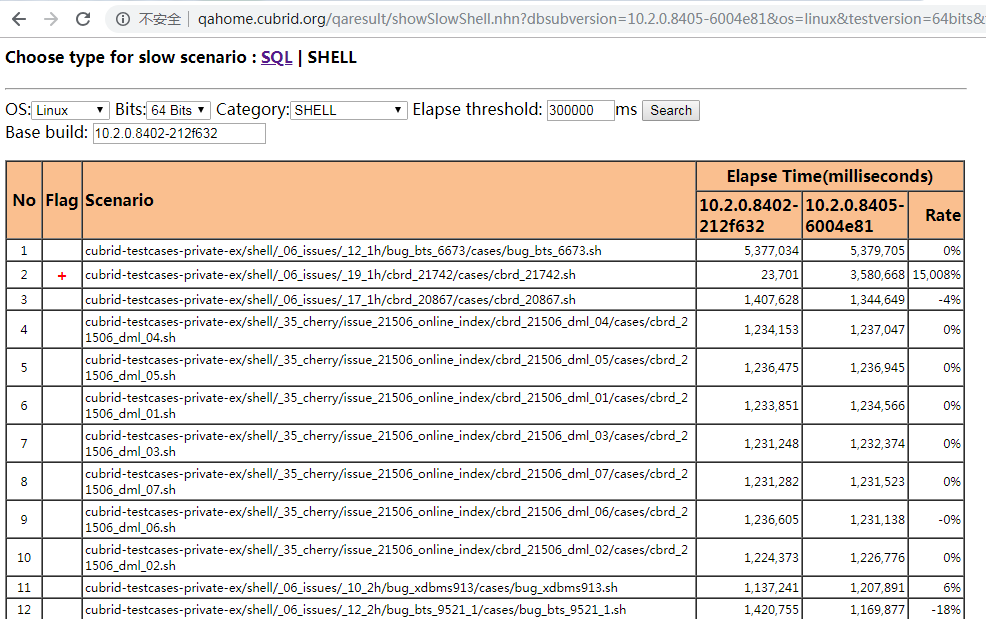 不安全 qahome.cubrid.org/qaresult/showSlowShell.nhn?dbsubversion=10.2.0.8405-6004e81&os=linux&testversion=64bits&
Choose type for slow scenario : SQL | SHELL
OS: Linux Bits: 64 Bits Category: SHELL Elapse threshold: 300000 ms Search
Base build: 10.2.0.8402-212f632
No Flag Scenario Elapse Time(milliseconds)
10.2.0.8402-212f632 10.2.0.8405-6004e81 Rate
1 cubrid-testcases-private-ex/shell/_06_issues/_12_1h/bug_bts_6673/cases/bug_bts_6673.sh 5,377,034 5,379,705 0%
2 + cubrid-testcases-private-ex/shell/_06_issues/_19_1h/cbrd_21742/cases/cbrd_21742.sh 23,701 3,580,668 15,008%
3 cubrid-testcases-private-ex/shell/_06_issues/_17_1h/cbrd_20867/cases/cbrd_20867.sh 1,407,628 1,344,649 -4%
4 cubrid-testcases-private-ex/shell/_35_cherry/issue_21506_online_index/cbrd_21506_dml_04/cases/cbrd_2
1506_dml_04.sh 1,234,153 1,237,047 0%
5 cubrid-testcases-private-ex/shell/_35_cherry/issue_21506_online_index/cbrd_21506_dml_05/cases/cbrd_2
1506_dml_05.sh 1,236,475 1,236,945 0%
6 cubrid-testcases-private-ex/shell/_35_cherry/issue_21506_online_index/cbrd_21506_dml_01/cases/cbrd_2
1506_dml_01.sh 1,233,851 1,234,566 0%
7 cubrid-testcases-private-ex/shell/_35_cherry/issue_21506_online_index/cbrd_21506_dml_03/cases/cbrd_2
1506_dml_03.sh 1,231,248 1,232,374 0%
8 cubrid-testcases-private-ex/shell/_35_cherry/issue_21506_online_index/cbrd_21506_dml_07/cases/cbrd_2
1506_dml_07.sh 1,231,282 1,231,523 0%
9 cubrid-testcases-private-ex/shell/_35_cherry/issue_21506_online_index/cbrd_21506_dml_06/cases/cbrd_2
1506_dml_06.sh 1,236,605 1,231,138 -0%
10 cubrid-testcases-private-ex/shell/_35_cherry/issue_21506_online_index/cbrd_21506_dml_02/cases/cbrd_2
1506_dml_02.sh 1,224,373 1,226,776 0%
11 cubrid-testcases-private-ex/shell/_06_issues/_10_2h/bug_xdbms913/cases/bug_xdbms913.sh 1,137,241 1,207,891 6%
12 cubrid-testcases-private-ex/shell/_06_issues/_12_2h/bug_bts_9521_1/cases/bug_bts_9521_1.sh 1,420,755 1,169,877 -18%